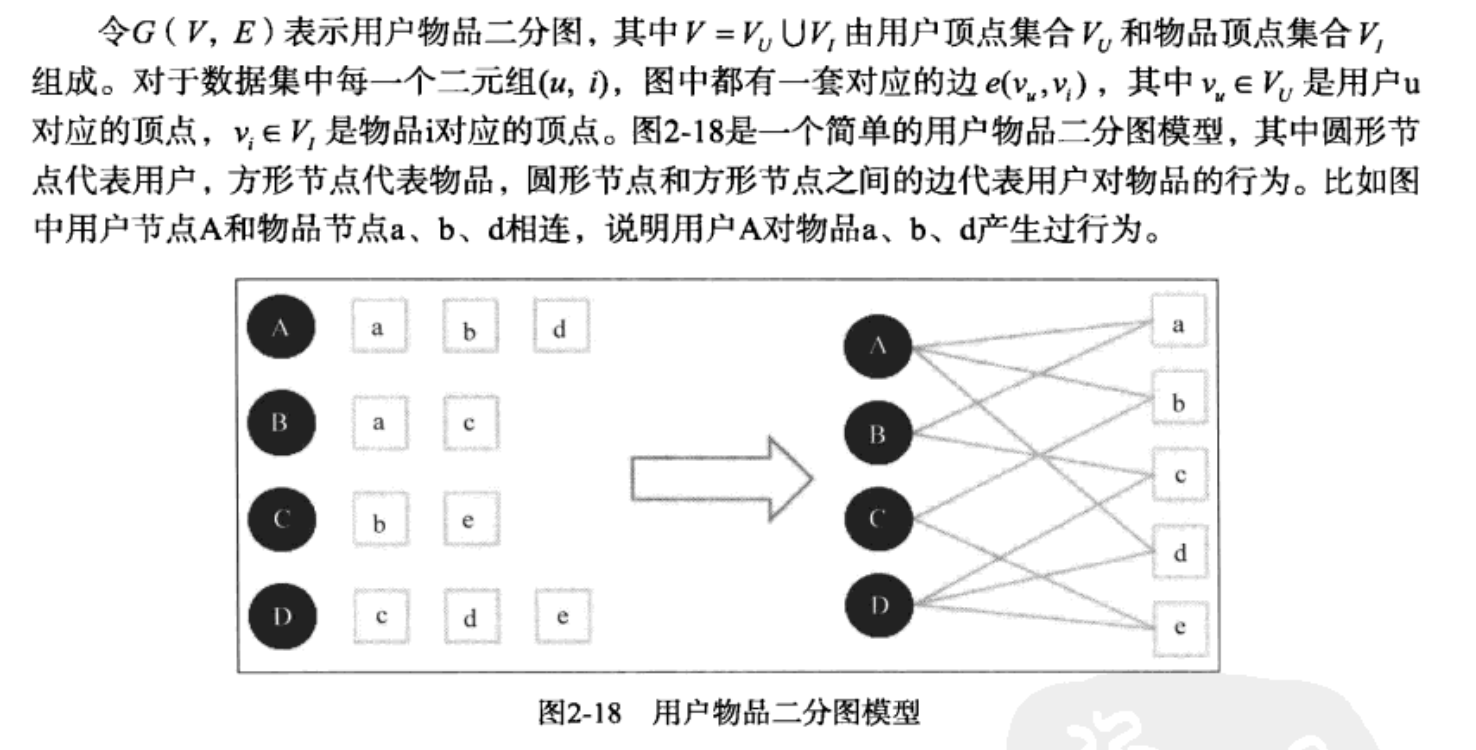 令G ( V, E ) 表示用户物品二分图，其中V = V_U ∪ V_I 由用户顶点集合 V_U 和物品顶点集合 V_I
组成。对于数据集中每一个二元组(u, i)，图中都有一套对应的边 e(v_u, v_i) ，其中 v_u ∈ V_U 是用户u
对应的顶点，v_i ∈ V_I 是物品i对应的顶点。图2-18是一个简单的用户物品二分图模型，其中圆形节
点代表用户，方形节点代表物品，圆形节点和方形节点之间的边代表用户对物品的行为。比如图
中用户节点A和物品节点a、b、d相连，说明用户A对物品a、b、d产生过行为。
A a b d
B a c
C b e
D c d e
A
B
C
D
a
b
c
d
e
图2-18 用户物品二分图模型